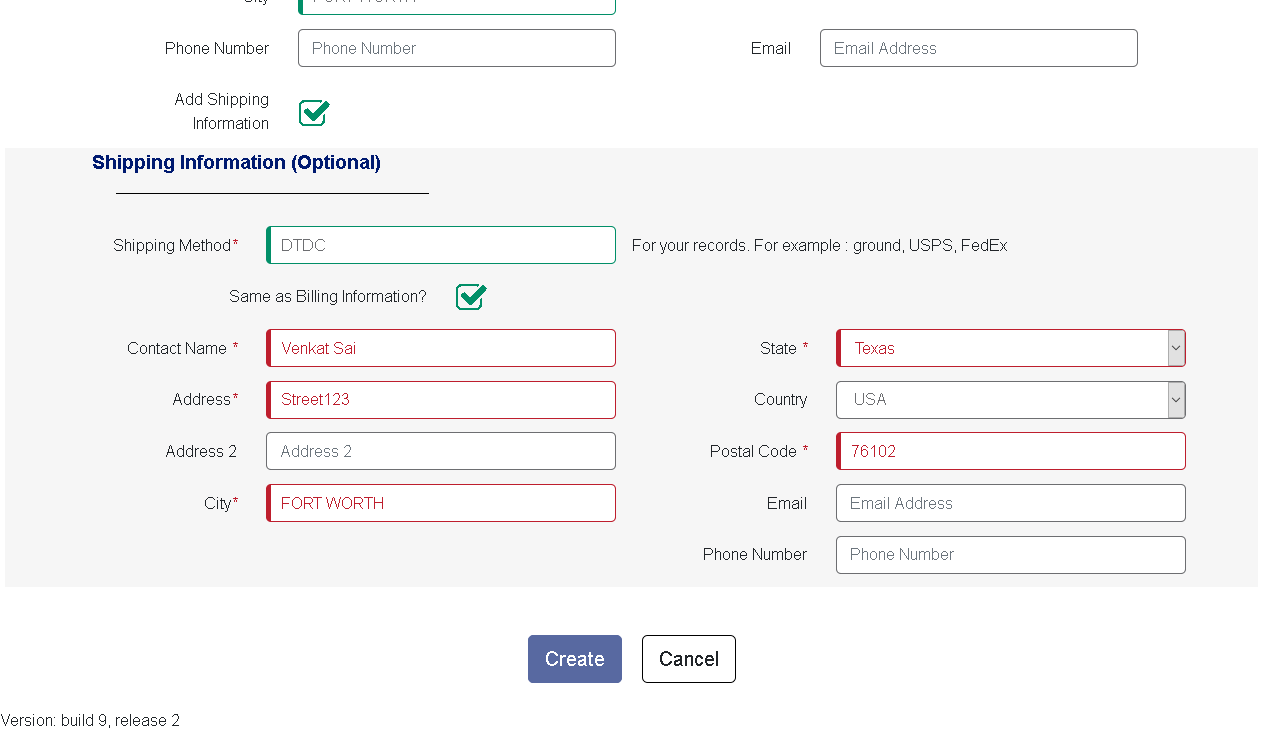 Phone Number Phone Number Email Email Address
Add Shipping
Information
Shipping Information (Optional)
Shipping Method* DTDC For your records. For example : ground, USPS, FedEx
Same as Billing Information?
Contact Name * Venkat Sai State * Texas
Address* Street123 Country USA
Address 2 Address 2 Postal Code * 76102
City* FORT WORTH Email Email Address
Phone Number Phone Number
Create Cancel
Version: build 9, release 2